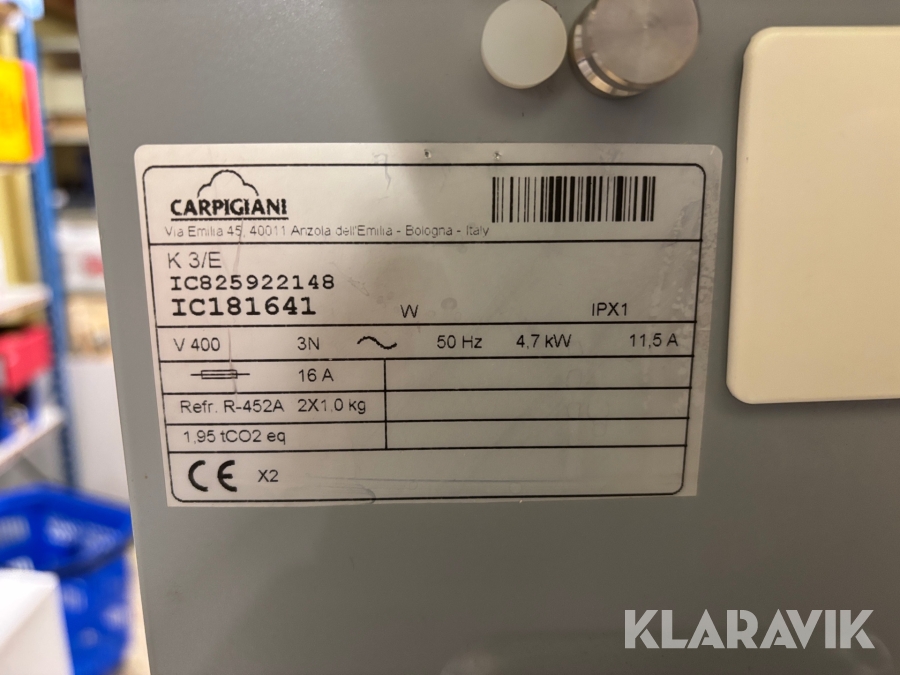 CARPIGIANI
Via Emilia 45, 40011 Anzola dell'Emilia - Bologna - Italy
K 3/E
IC825922148
IC181641 W IPX1
V 400 3N 50 Hz 4,7 kW 11,5 A
16 A
Refr. R-452A 2X1,0 kg
1,95 tCO2 eq
CE X2
KLARAVIK